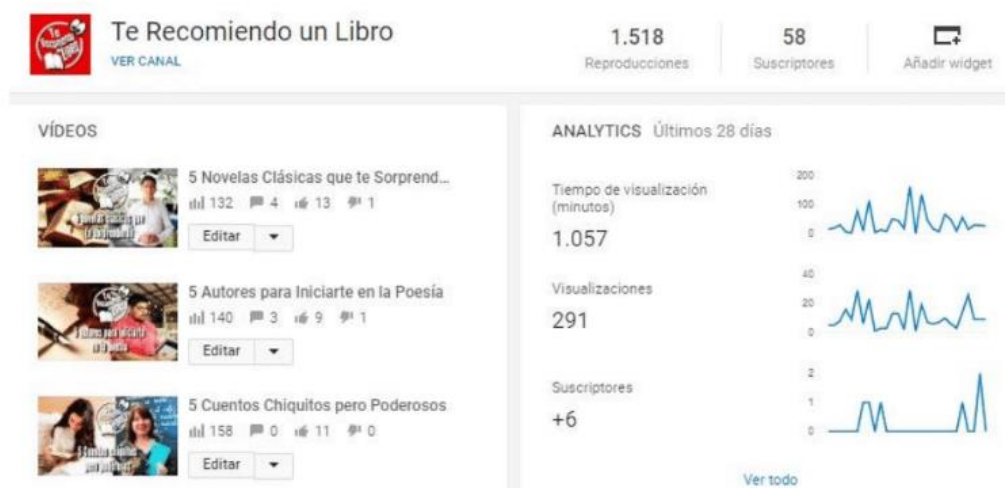 Te Recomiendo un Libro
VER CANAL
1.518
Reproducciones
58
Suscriptores
Añadir widget
VÍDEOS
5 Novelas Clásicas que te Sorprend...
132 4 13 1
Editar
5 Autores para Iniciarte en la Poesía
140 3 9 1
Editar
5 Cuentos Chiquitos pero Poderosos
158 0 11 0
Editar
ANALYTICS Últimos 28 días
Tiempo de visualización
(minutos)
1.057
200
100
0
Visualizaciones
291
40
20
0
Suscriptores
+6
2
1
0
Ver todo